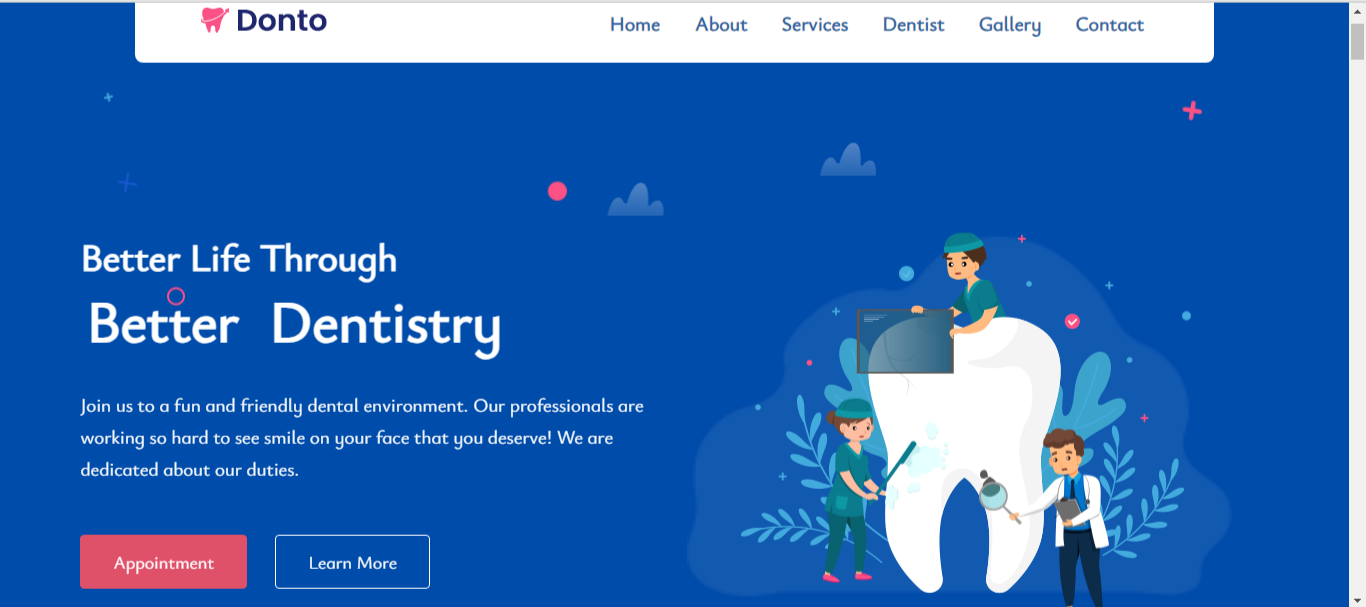 Donto
Home About Services Dentist Gallery Contact
Better Life Through
Better Dentistry
Join us to a fun and friendly dental environment. Our professionals are
working so hard to see smile on your face that you deserve! We are
dedicated about our duties.
Appointment Learn More